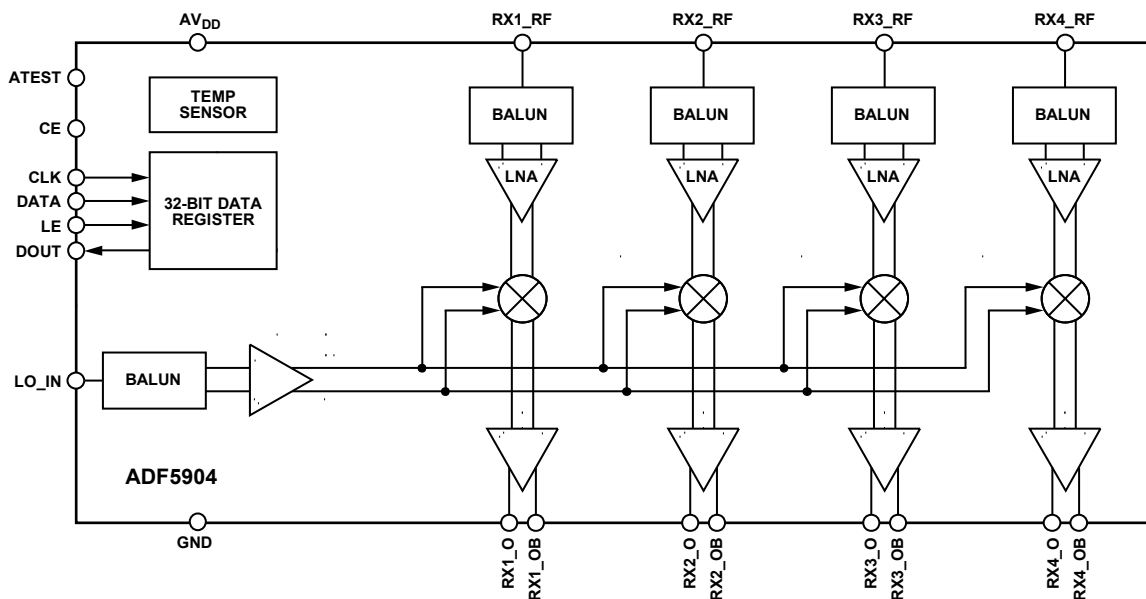 AVDD
RX1_RF
RX2_RF
RX3_RF
RX4_RF
ATEST
TEMP
SENSOR
CE
BALUN
BALUN
BALUN
BALUN
CLK
DATA
LE
DOUT
32-BIT DATA
REGISTER
LNA
LNA
LNA
LNA
LO_IN
BALUN
ADF5904
GND
RX1_O
RX1_OB
RX2_O
RX2_OB
RX3_O
RX3_OB
RX4_O
RX4_OB